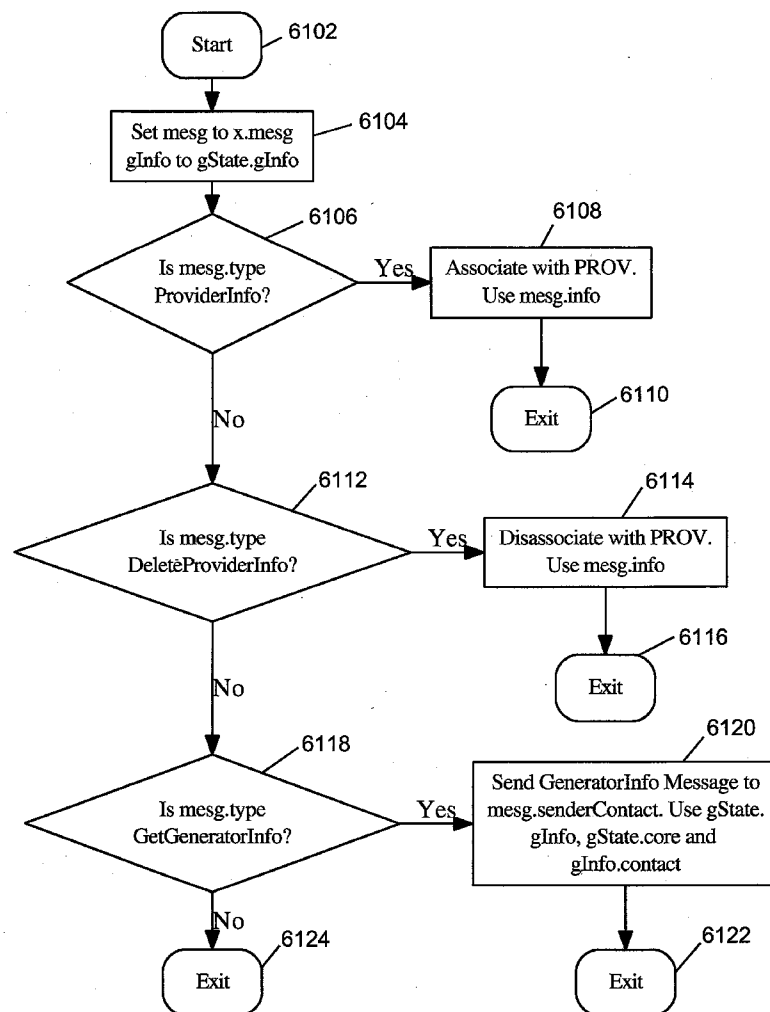 Start
6102
Set mesg to x.mesg
gInfo to gState.gInfo
6104
6106
Is mesg.type
ProviderInfo?
Yes
6108
Associate with PROV.
Use mesg.info
Exit
6110
No
6112
Is mesg.type
DeleteProviderInfo?
Yes
6114
Disassociate with PROV.
Use mesg.info
6116
Exit
No
6118
Is mesg.type
GetGeneratorInfo?
Yes
6120
Send GeneratorInfo Message to
mesg.senderContact. Use gState.
gInfo, gState.core and
gInfo.contact
No
Exit
6124
Exit
6122